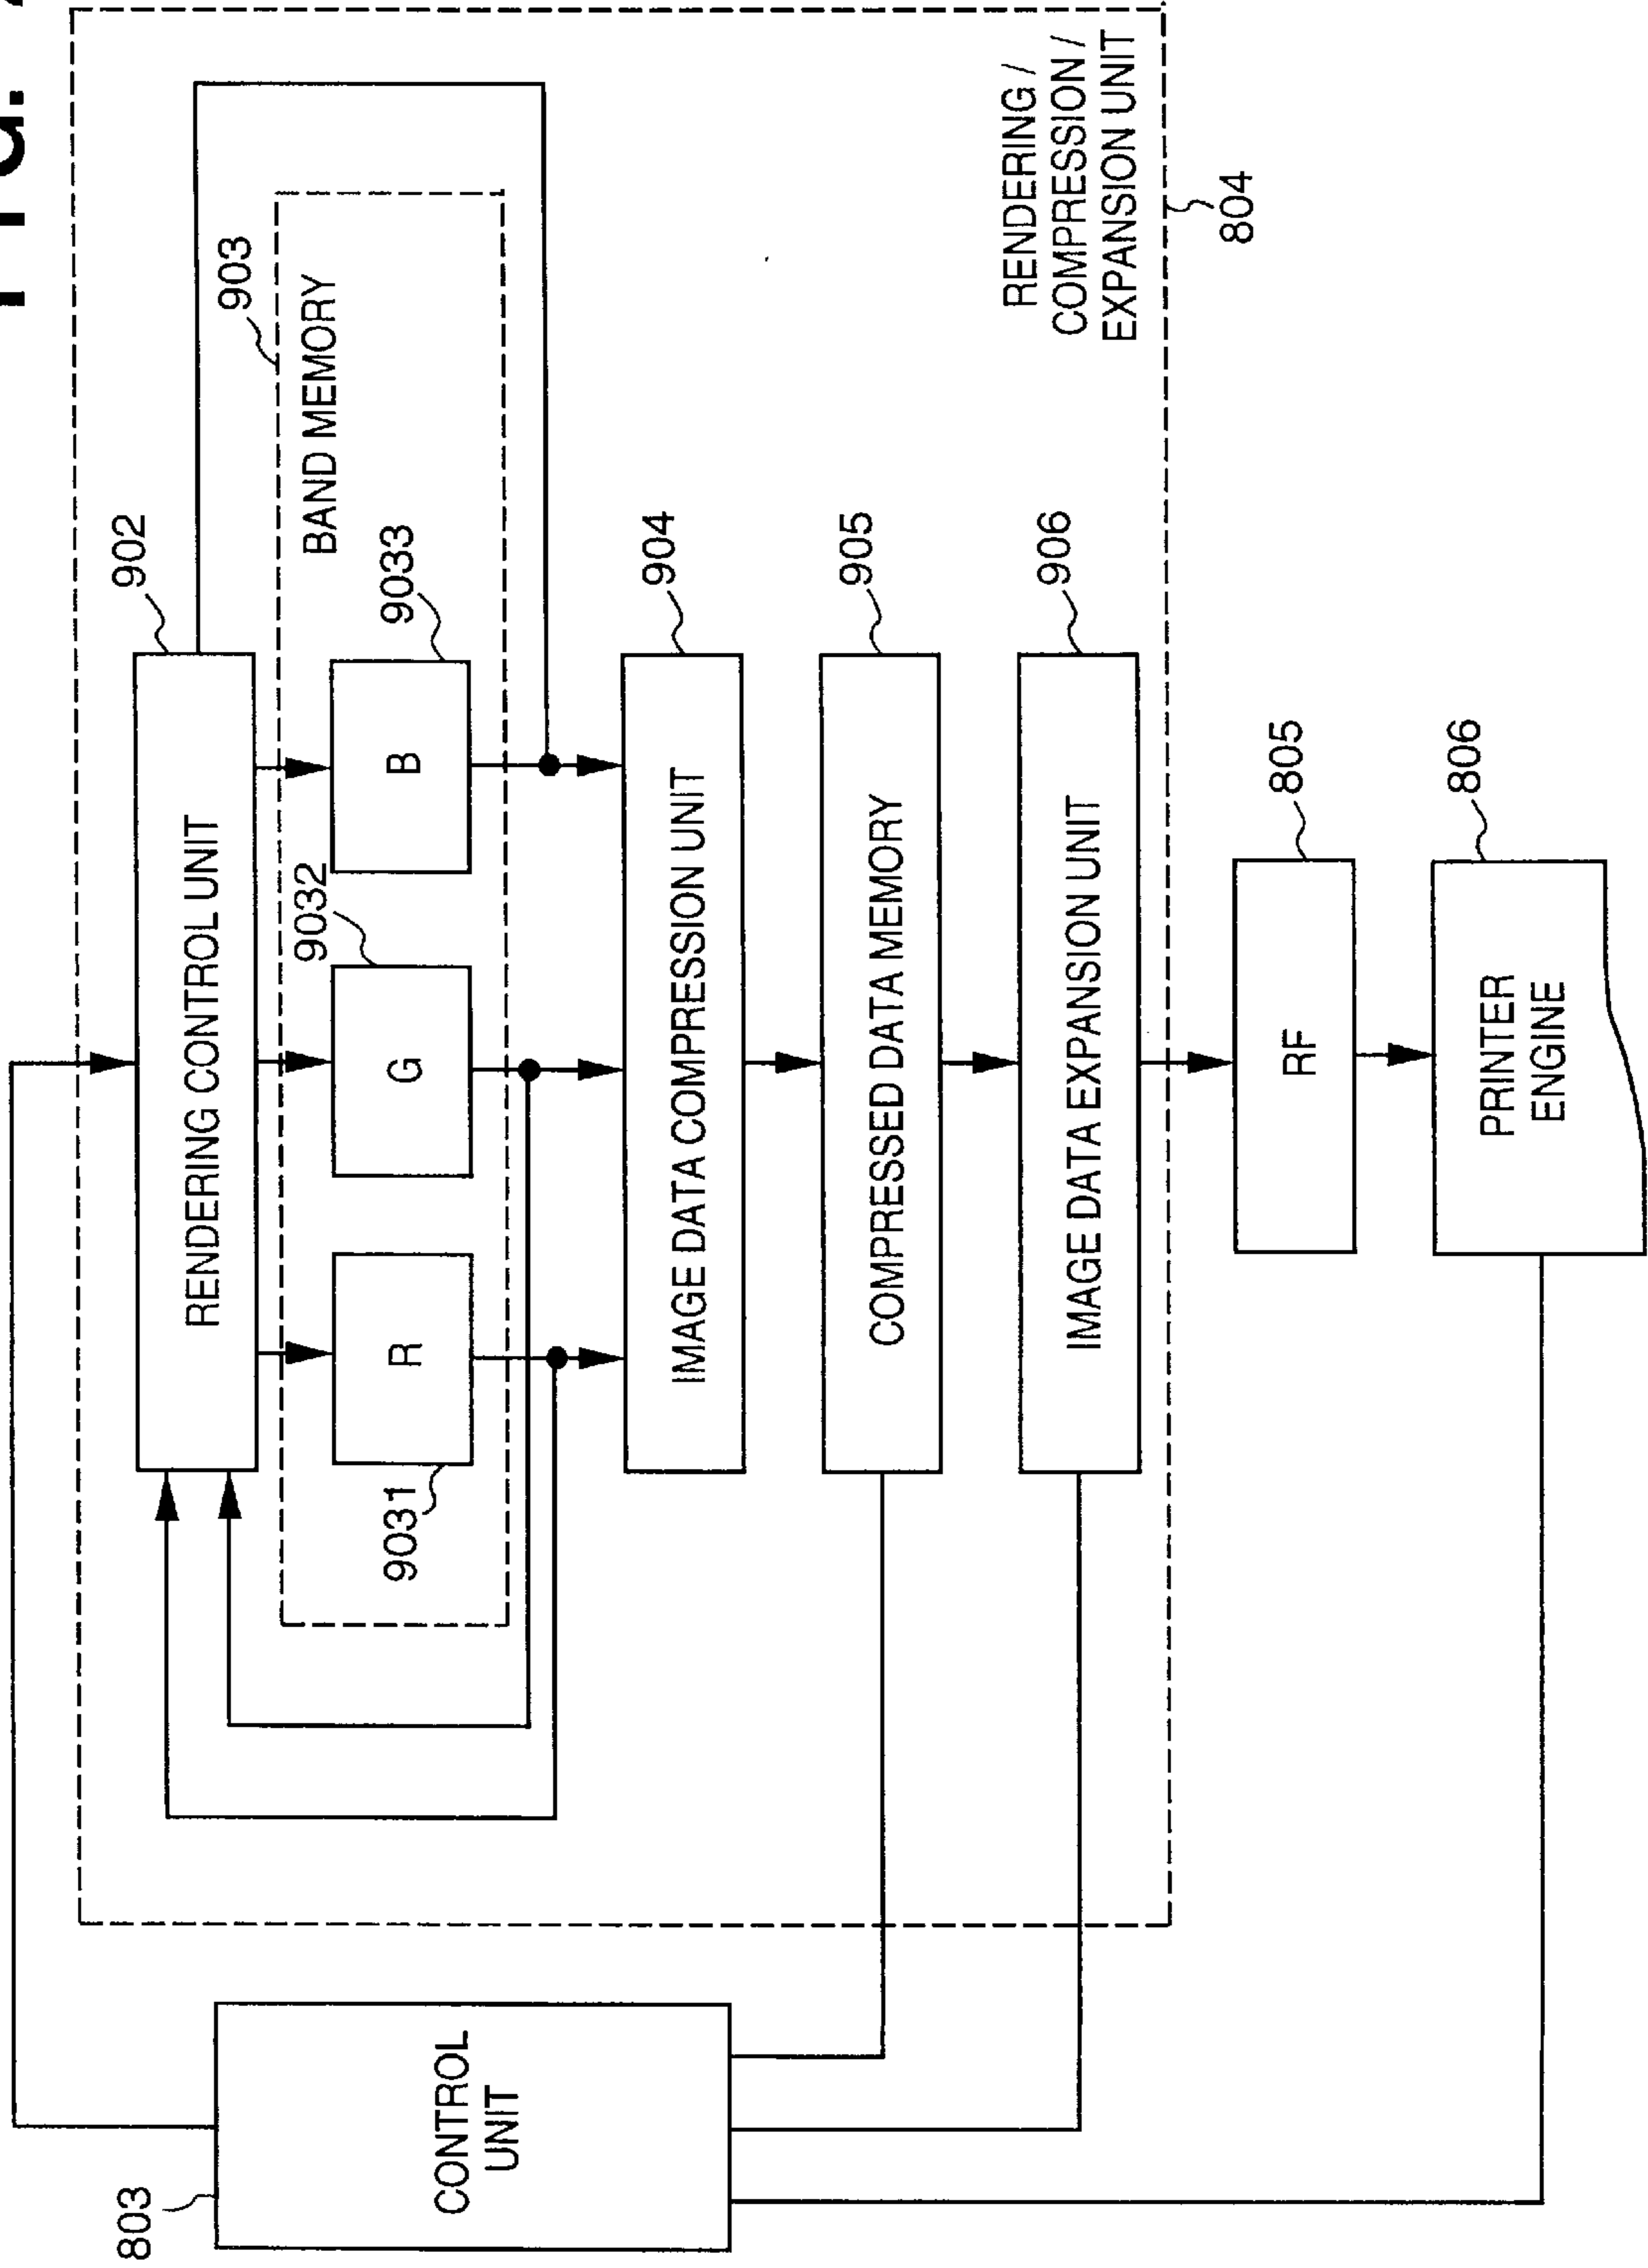 803
CONTROL
UNIT
902
RENDERING CONTROL UNIT
903
BAND MEMORY
9031
R
9032
G
9033
B
904
IMAGE DATA COMPRESSION UNIT
905
COMPRESSED DATA MEMORY
906
IMAGE DATA EXPANSION UNIT
RENDERING /
COMPRESSION /
EXPANSION UNIT
804
805
RF
806
PRINTER
ENGINE